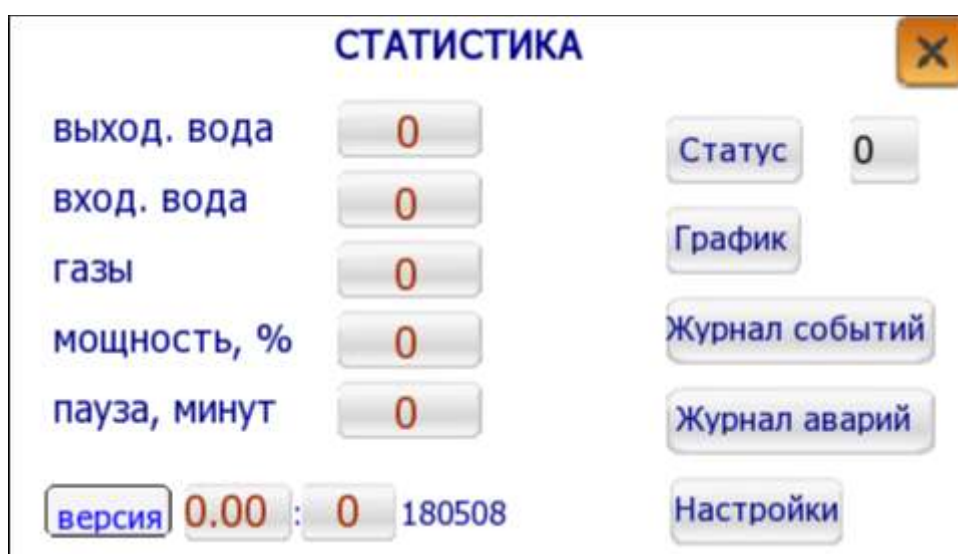 СТАТИСТИКА
выход. вода 0
вход. вода 0
газы 0
мощность, % 0
пауза, минут 0
версия 0.00 : 0 180508
Статус 0
График
Журнал событий
Журнал аварий
Настройки